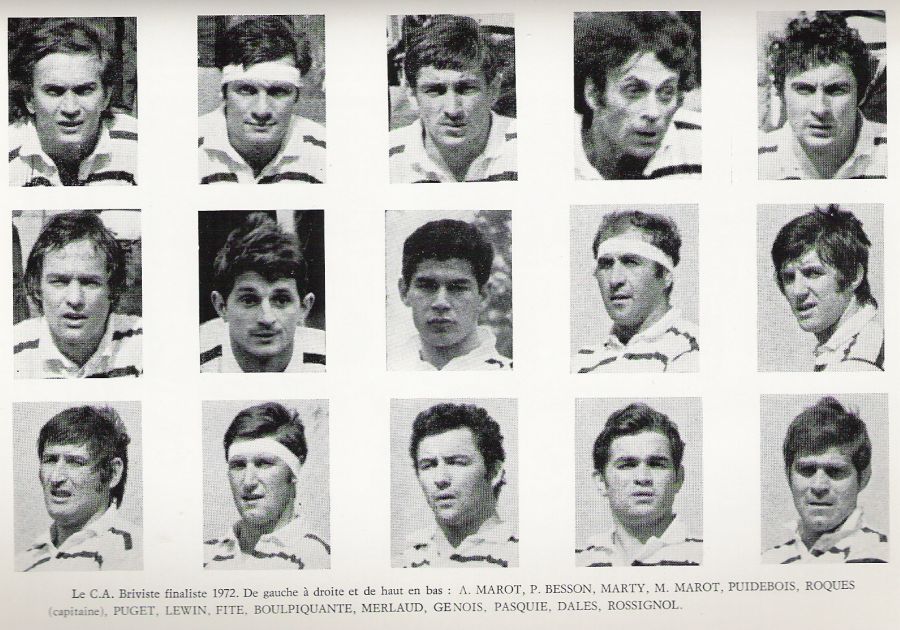 Le C.A. Briviste finaliste 1972. De gauche à droite et de haut en bas : A. MAROT, P. BESSON, MARTY, M. MAROT, PUIDEBOIS, ROQUES
(capitaine), PUGET, LEWIN, FITE, BOULPIQUANTE, MERLAUD, GENOIS, PASQUIE, DALES, ROSSIGNOL.